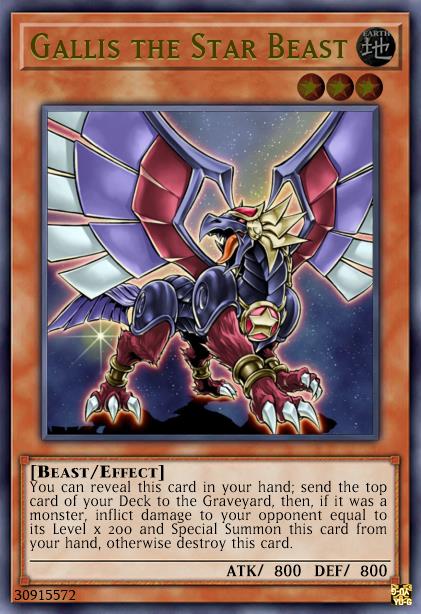 Gallis the Star Beast
EARTH
地
[Beast/Effect]
You can reveal this card in your hand; send the top
card of your Deck to the Graveyard, then, if it was a
monster, inflict damage to your opponent equal to
its Level x 200 and Special Summon this card from
your hand, otherwise destroy this card.
ATK/ 800 DEF/ 800
30915572